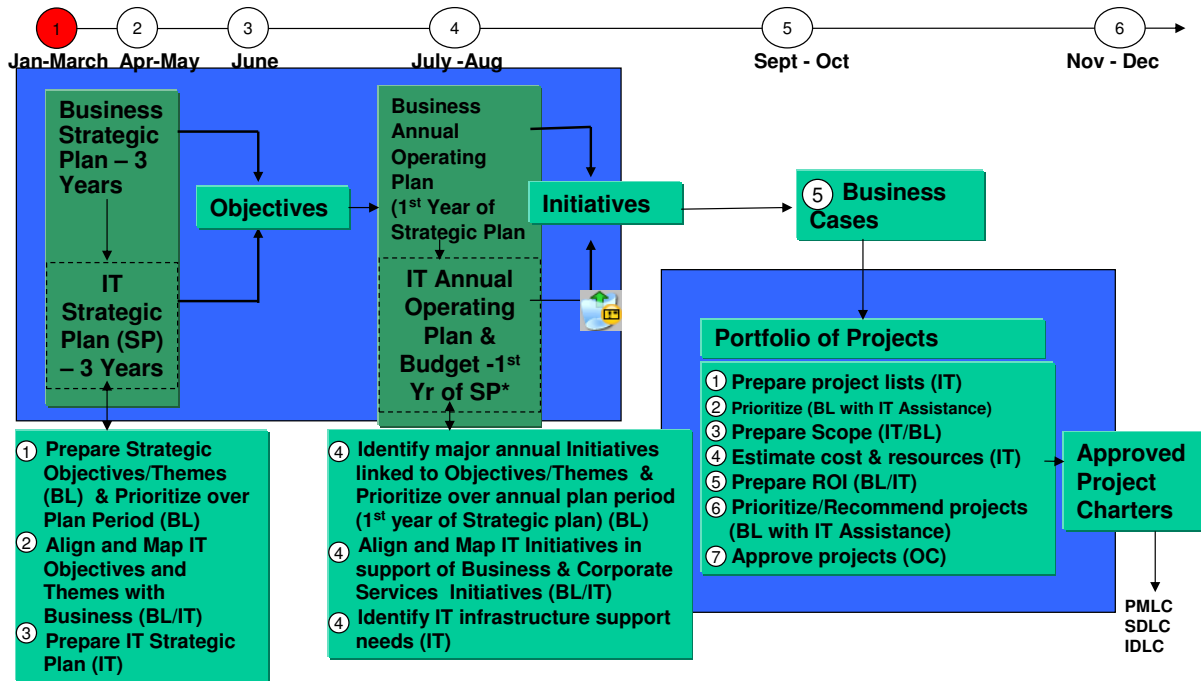 1
2
3
4
5
6
Jan-March
Apr-May
June
July -Aug
Sept - Oct
Nov - Dec
Business
Strategic
Plan – 3
Years
IT
Strategic
Plan (SP)
– 3 Years
Objectives
Business
Annual
Operating
Plan
(1st Year of
Strategic Plan
IT Annual
Operating
Plan &
Budget -1st
Yr of SP*
Initiatives
5 Business
Cases
Portfolio of Projects
1 Prepare project lists (IT)
2 Prioritize (BL with IT Assistance)
3 Prepare Scope (IT/BL)
4 Estimate cost & resources (IT)
5 Prepare ROI (BL/IT)
6 Prioritize/Recommend projects
(BL with IT Assistance)
7 Approve projects (OC)
Approved
Project
Charters
PMLC
SDLC
IDLC
1 Prepare Strategic
Objectives/Themes
(BL) & Prioritize over
Plan Period (BL)
2 Align and Map IT
Objectives and
Themes with
Business (BL/IT)
3 Prepare IT Strategic
Plan (IT)
4 Identify major annual Initiatives
linked to Objectives/Themes &
Prioritize over annual plan period
(1st year of Strategic plan) (BL)
4 Align and Map IT Initiatives in
support of Business & Corporate
Services Initiatives (BL/IT)
4 Identify IT infrastructure support
needs (IT)